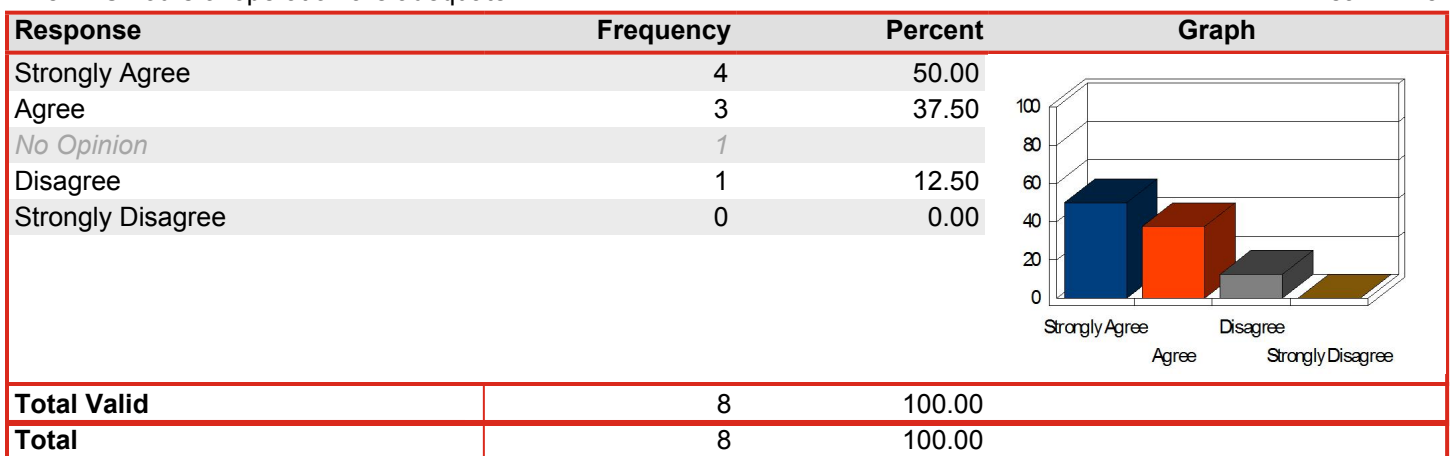 Response Frequency Percent Graph
Strongly Agree 4 50.00
Agree 3 37.50
No Opinion 1
Disagree 1 12.50
Strongly Disagree 0 0.00
100
80
60
40
20
0
Strongly Agree Disagree
Agree Strongly Disagree
Total Valid 8 100.00
Total 8 100.00